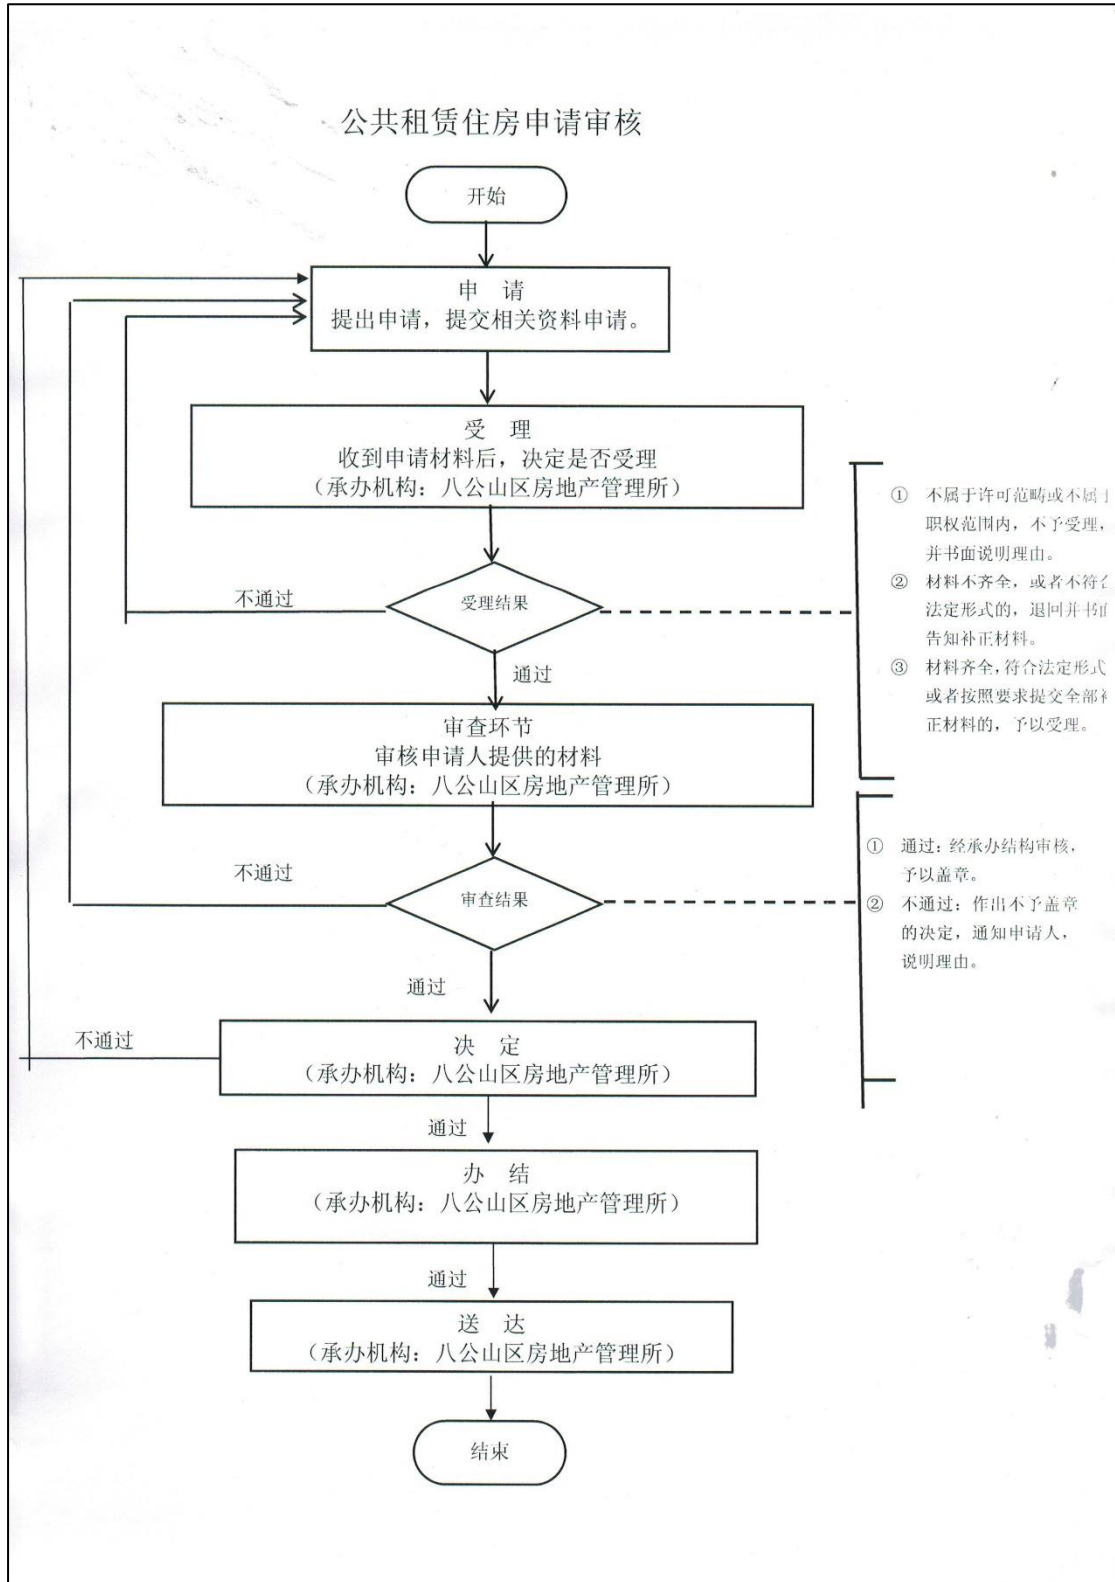 公共租赁住房申请审核
开始
申 请
提出申请，提交相关资料申请。
受 理
收到申请材料后，决定是否受理
（承办机构：八公山区房地产管理所）
不通过
受理结果
通过
① 不属于许可范畴或不属于
职权范围内，不予受理，
并书面说明理由。
② 材料不齐全，或者不符合
法定形式的，退回并书面
告知补正材料。
③ 材料齐全，符合法定形式
或者按照要求提交全部补
正材料的，予以受理。
审查环节
审核申请人提供的材料
（承办机构：八公山区房地产管理所）
不通过
审查结果
通过
① 通过：经承办结构审核，
予以盖章。
② 不通过：作出不予盖章
的决定，通知申请人，
说明理由。
不通过
决 定
（承办机构：八公山区房地产管理所）
通过
办 结
（承办机构：八公山区房地产管理所）
通过
送 达
（承办机构：八公山区房地产管理所）
结束